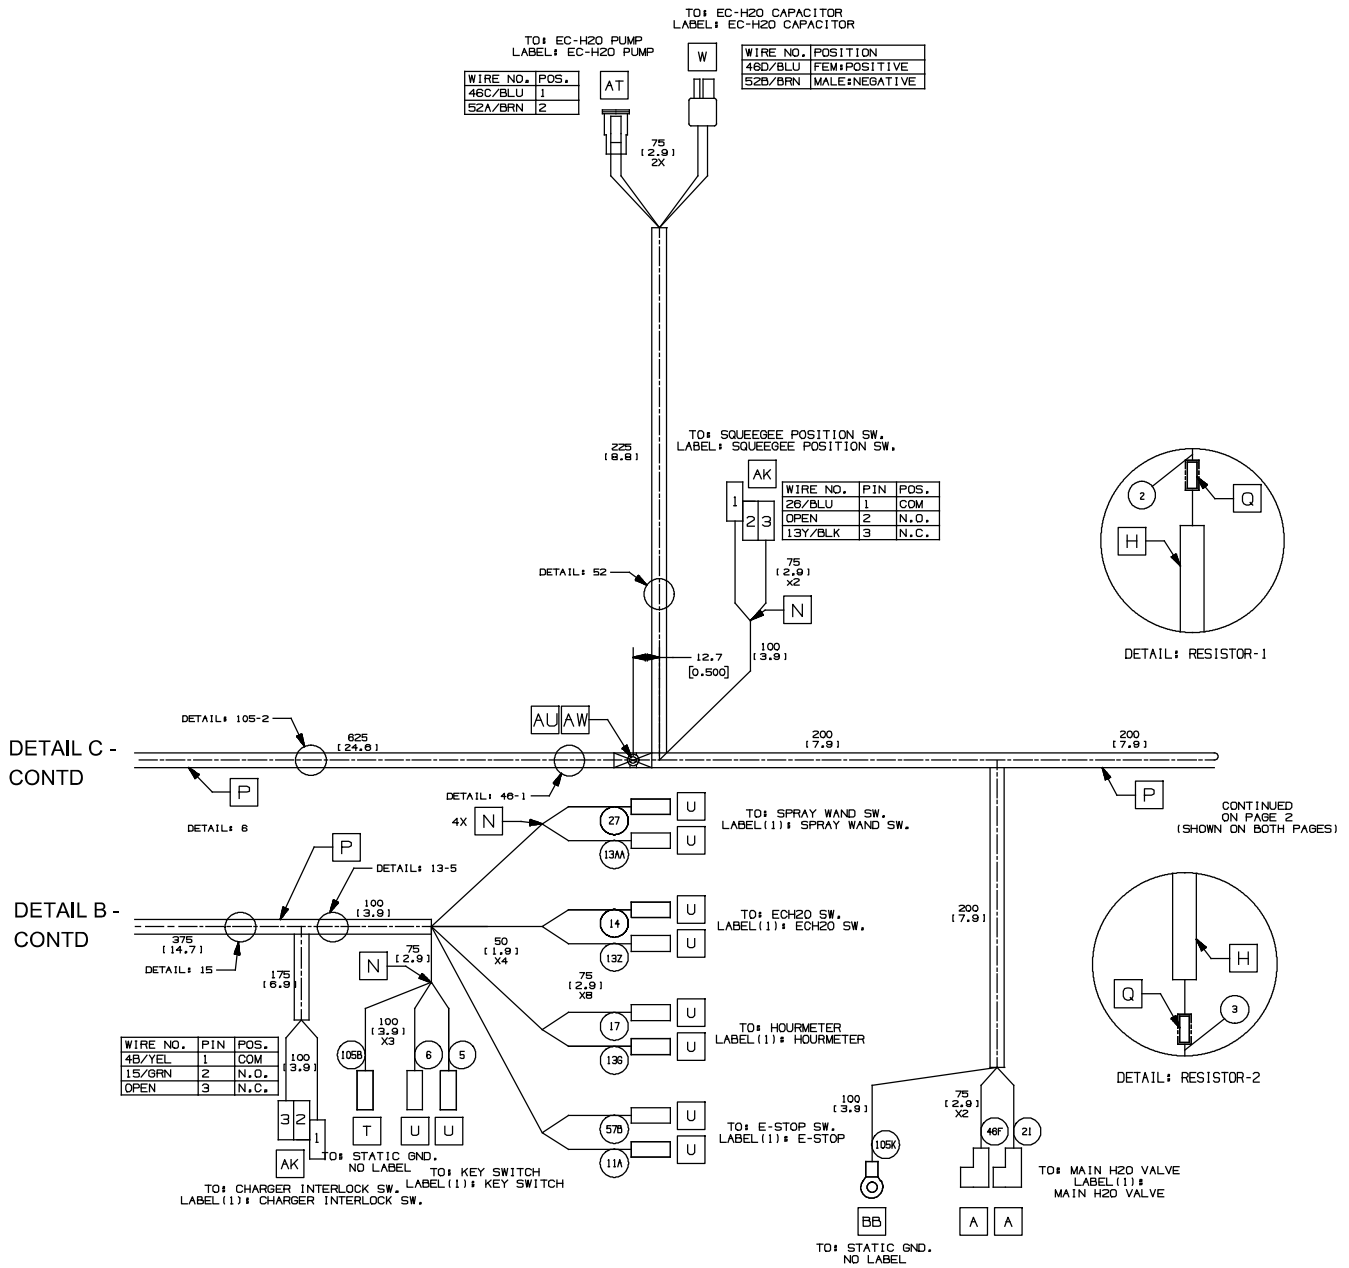 TO: EC-H2O CAPACITOR
LABEL: EC-H2O CAPACITOR
TO: EC-H2O PUMP
LABEL: EC-H2O PUMP
W
WIRE NO. POSITION
46D/BLU FEM:POSITIVE
52B/BRN MALE:NEGATIVE
WIRE NO. POS.
46C/BLU 1
52A/BRN 2
AT
75
[2.9]
2X
225
[8.8]
TO: SQUEEGEE POSITION SW.
LABEL: SQUEEGEE POSITION SW.
AK
1
2 3
WIRE NO. PIN POS.
26/BLU 1 COM
OPEN 2 N.O.
13Y/BLK 3 N.C.
2
Q
H
DETAIL: RESISTOR-1
DETAIL: 52
75
[2.9]
X2
N
100
[3.9]
12.7
[0.500]
DETAIL: 105-2
AU AW
DETAIL C -
CONTD
625
[24.6]
200
[7.9]
200
[7.9]
P
DETAIL: 6
DETAIL: 46-1
P
CONTINUED
ON PAGE 2
(SHOWN ON BOTH PAGES)
4X N
27
U
13AA
U
TO: SPRAY WAND SW.
LABEL(1): SPRAY WAND SW.
P
DETAIL: 13-5
DETAIL B -
CONTD
100
[3.9]
375
[14.7]
DETAIL: 15
14
U
13Z
U
TO: ECH2O SW.
LABEL(1): ECH2O SW.
200
[7.9]
50
[1.9]
X4
75
[2.9]
N
175
[6.9]
75
[2.9]
X8
H
Q
3
DETAIL: RESISTOR-2
17
U
13G
U
TO: HOURMETER
LABEL(1): HOURMETER
100
[3.9]
X3
WIRE NO. PIN POS.
4B/YEL 1 COM
15/GRN 2 N.O.
OPEN 3 N.C.
100
[3.9]
105B
6
5
3 2
1
AK
T
U
U
TO: STATIC GND.
NO LABEL
TO: KEY SWITCH
LABEL(1): KEY SWITCH
TO: CHARGER INTERLOCK SW.
LABEL(1): CHARGER INTERLOCK SW.
57B
U
11A
U
TO: E-STOP SW.
LABEL(1): E-STOP
100
[3.9]
75
[2.9]
X2
105K
46F
21
TO: MAIN H2O VALVE
LABEL(1):
MAIN H2O VALVE
BB
A
A
TO: STATIC GND.
NO LABEL